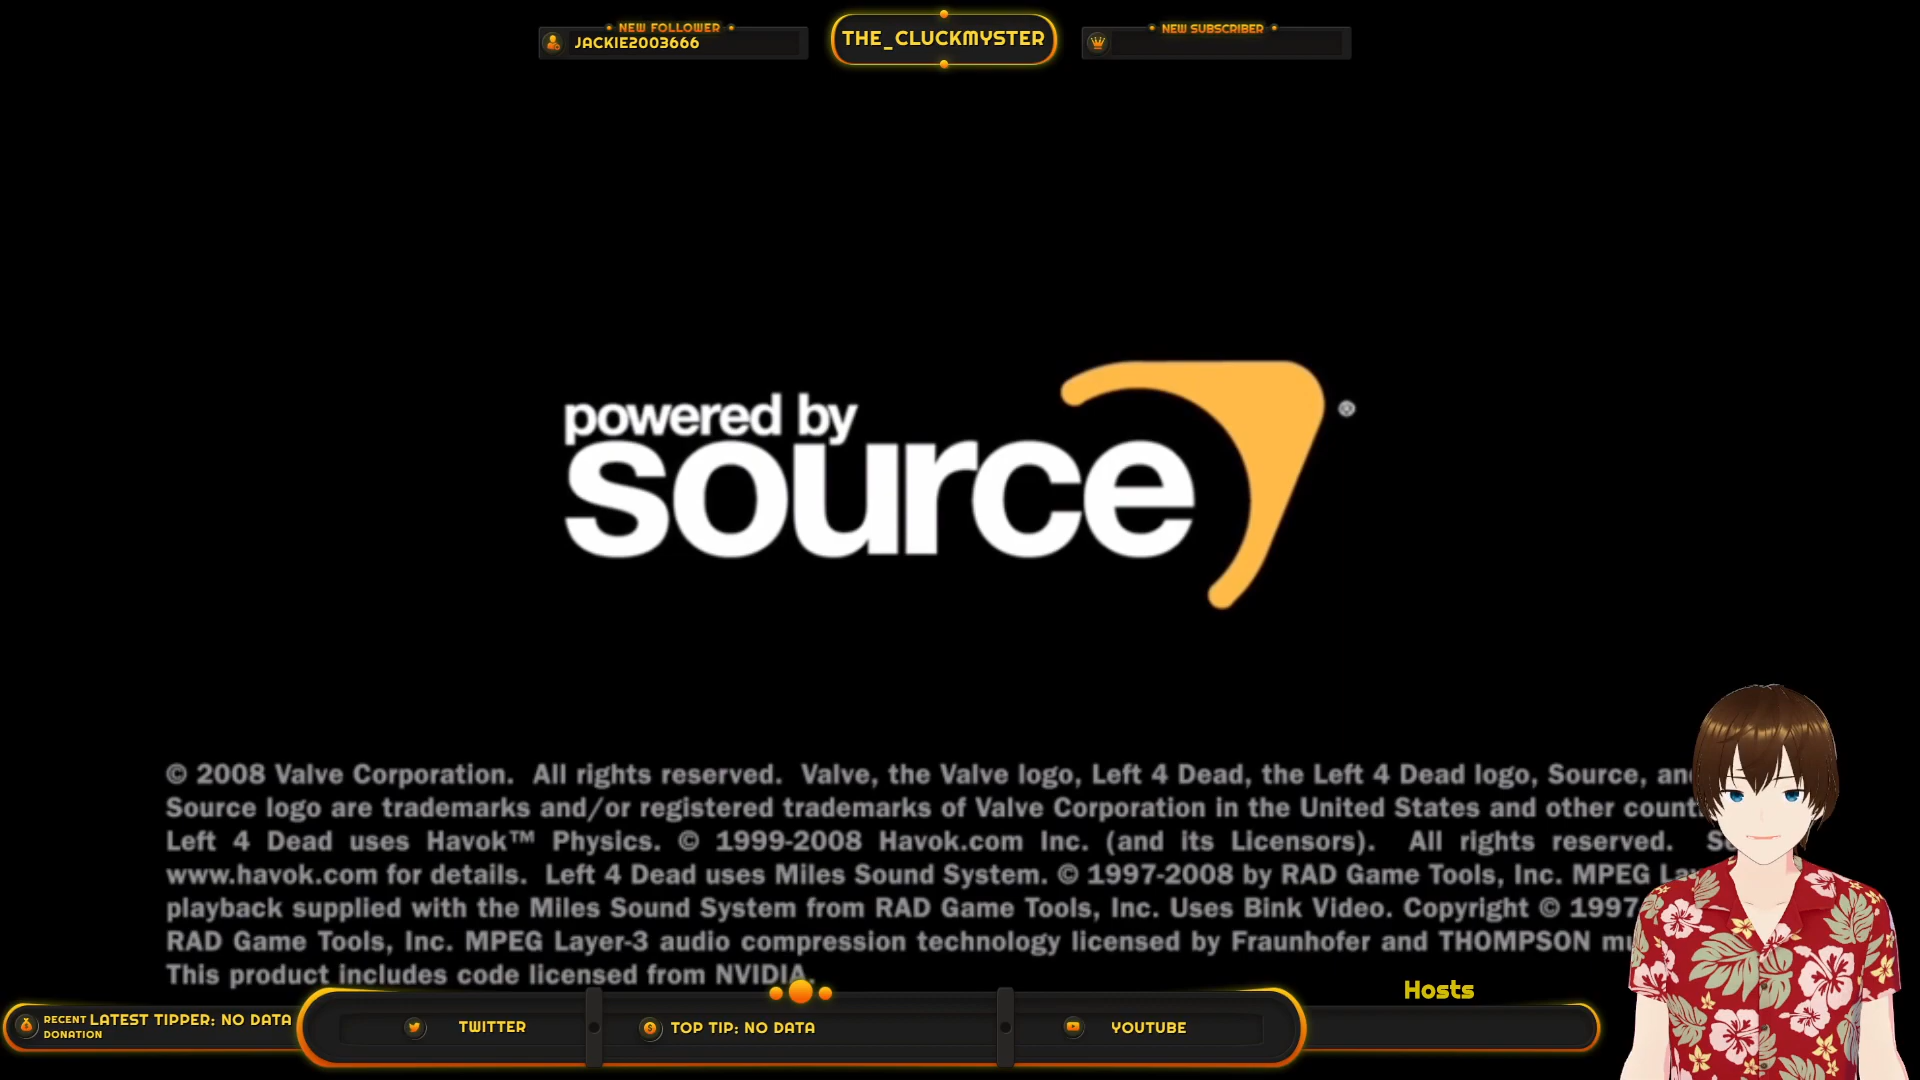 NEW FOLLOWER
JACKIE2003666
THE_CLUCKMYSTER
NEW SUBSCRIBER
powered by
source®
© 2008 Valve Corporation. All rights reserved. Valve, the Valve logo, Left 4 Dead, the Left 4 Dead logo, Source, and
Source logo are trademarks and/or registered trademarks of Valve Corporation in the United States and other
Left 4 Dead uses Havok™ Physics. © 1999-2008 Havok.com Inc. (and its Licensors). All rights reserved.
www.havok.com for details. Left 4 Dead uses Miles Sound System. © 1997-2008 by RAD Game Tools, Inc. MPEG
playback supplied with the Miles Sound System from RAD Game Tools, Inc. Uses Bink Video. Copyright © 1997
RAD Game Tools, Inc. MPEG Layer-3 audio compression technology licensed by Fraunhofer and THOMPSON
This product includes code licensed from NVIDIA.
Hosts
RECENT
DONATION
LATEST TIPPER: NO DATA
TWITTER
TOP TIP: NO DATA
YOUTUBE